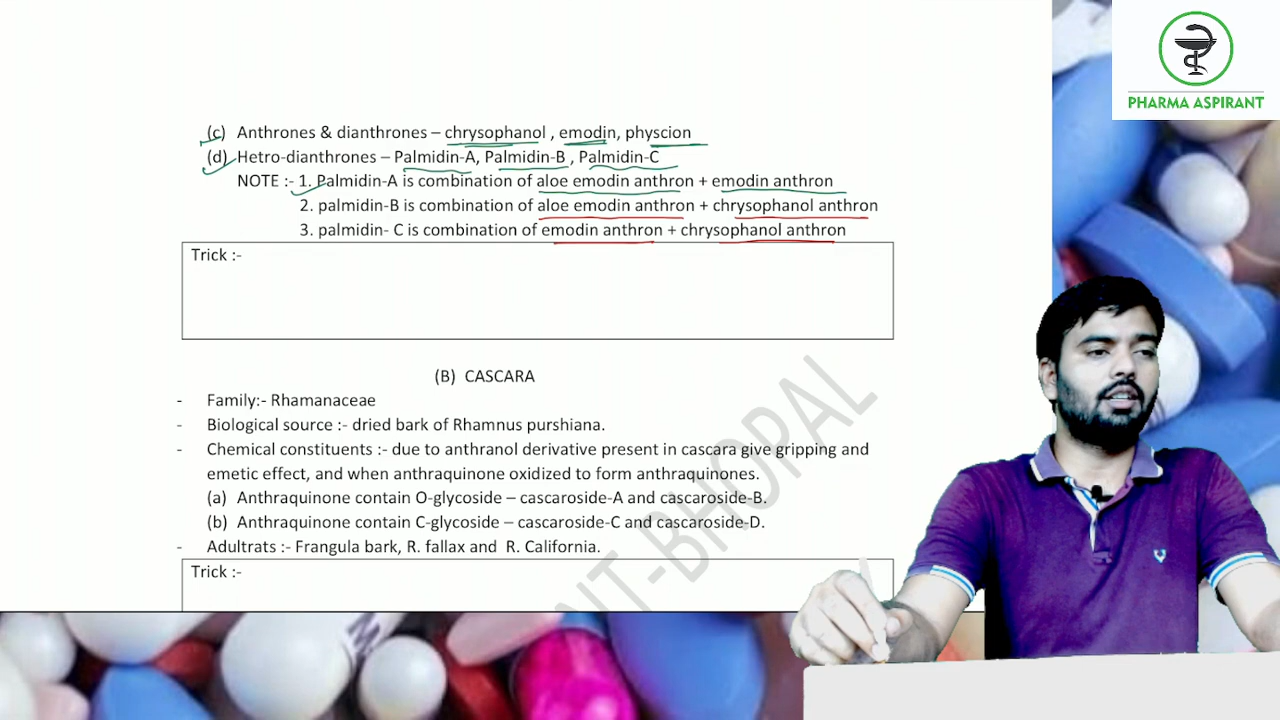 PHARMA ASPIRANT
(c) Anthrones & dianthrones – chrysophanol , emodin, physcion
(d) Hetro-dianthrones – Palmidin-A, Palmidin-B , Palmidin-C
NOTE :- 1. Palmidin-A is combination of aloe emodin anthron + emodin anthron
2. palmidin-B is combination of aloe emodin anthron + chrysophanol anthron
3. palmidin- C is combination of emodin anthron + chrysophanol anthron
Trick :-
(B) CASCARA
- Family:- Rhamanaceae
- Biological source :- dried bark of Rhamnus purshiana.
- Chemical constituents :- due to anthranol derivative present in cascara give gripping and
emetic effect, and when anthraquinone oxidized to form anthraquinones.
(a) Anthraquinone contain O-glycoside – cascaroside-A and cascaroside-B.
(b) Anthraquinone contain C-glycoside – cascaroside-C and cascaroside-D.
- Adultrats :- Frangula bark, R. fallax and R. California.
Trick :-
NT-BHOPAL